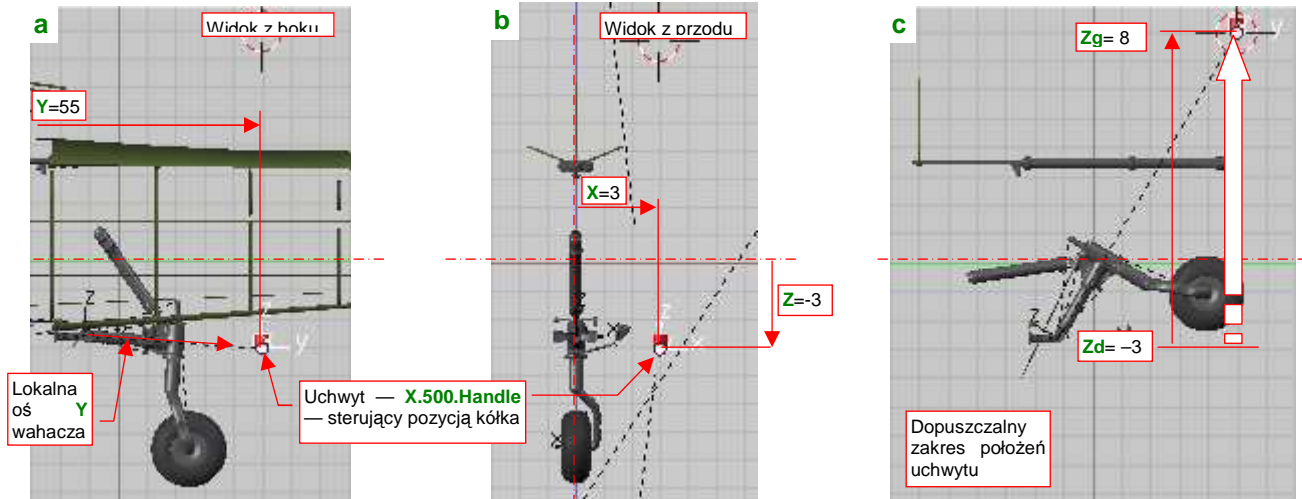 a
Widok z boku
Y=55
Z
Z
y
Lokalna
oś Y
wahacza
Uchwyt — X.500.Handle
— sterujący pozycją kółka
b
Widok z przodu
X=3
Z=-3
Z
Z
x
c
Zg= 8
y
Z
Zd= –3
Dopuszczalny
zakres położeń
uchwytu